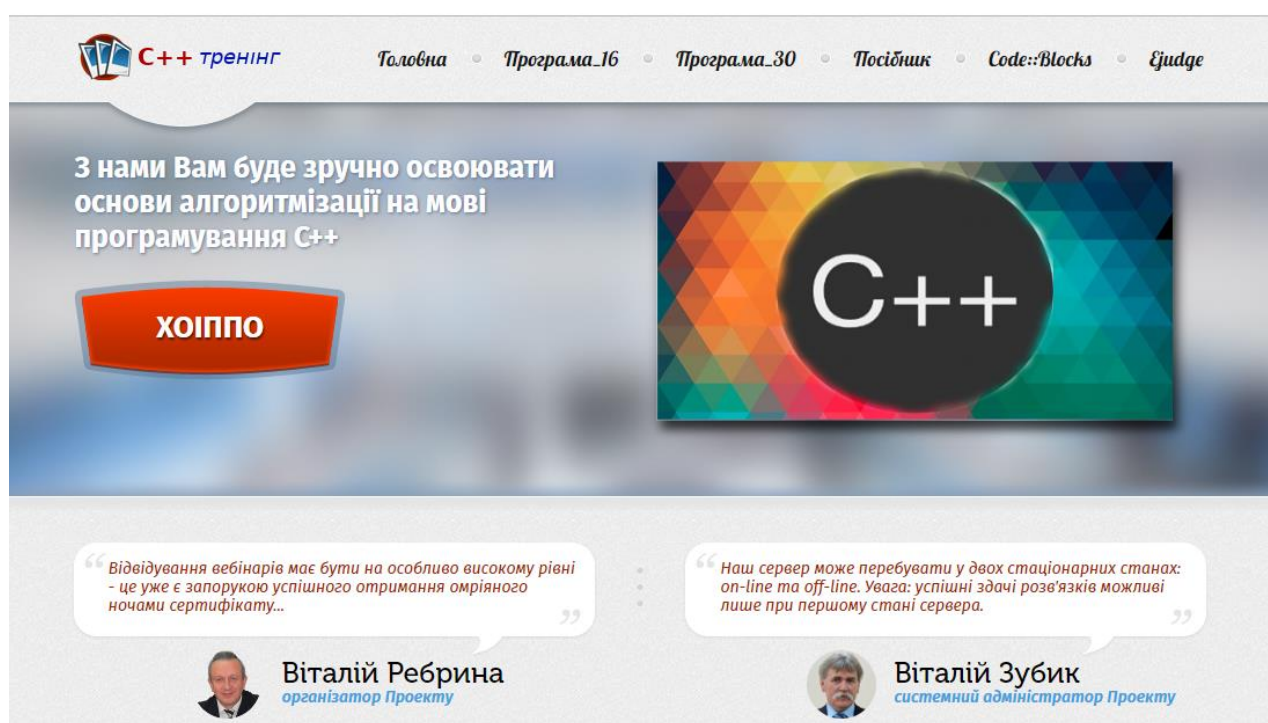 C++ тренінг
Головна
Програма_16
Програма_30
Посібник
Code::Blocks
Ejudge
З нами Вам буде зручно освоювати
основи алгоритмізації на мові
програмування C++
ХОІППО
C++
“Відвідування вебінарів має бути на особливо високому рівні
- це уже є запорукою успішного отримання омріяного
ночами сертифікату...”
Віталій Ребрина
організатор Проекту
“Наш сервер може перебувати у двох стаціонарних станах:
on-line та off-line. Увага: успішні здачі розв'язків можливі
лише при першому стані сервера.”
Віталій Зубик
системний адміністратор Проекту